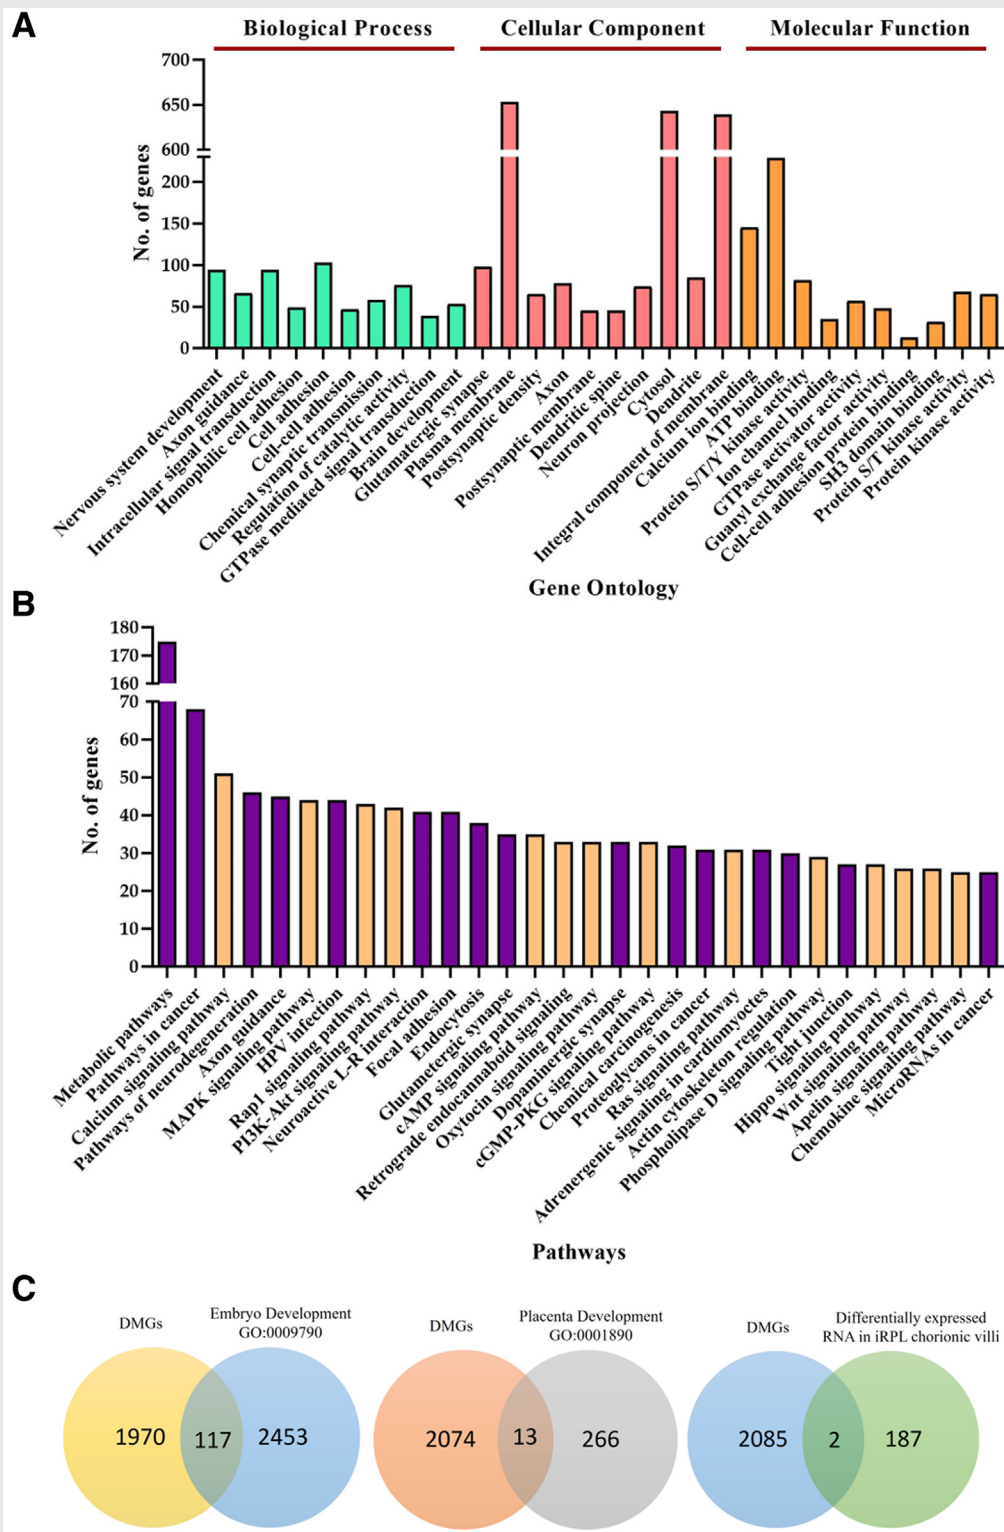 A
Biological Process
Cellular Component
Molecular Function
No. of genes
700
650
600
200
150
100
50
0
Nervous system development
Axon guidance
Intracellular signal transduction
Homophilic cell adhesion
Cell adhesion
Cell-cell adhesion
Chemical synaptic transmission
Regulation of catalytic activity
GTPase mediated signal transduction
Brain development
Glutamatergic synapse
Plasma membrane
Postsynaptic density
Axon
Postsynaptic membrane
Dendritic spine
Neuron projection
Cytosol
Dendrite
Integral component of membrane
Calcium ion binding
ATP binding
Protein S/T/Y kinase activity
Ion channel binding
GTPase activator activity
Guanyl exchange factor activity
Cell-cell adhesion protein binding
SH3 domain binding
Protein S/T kinase activity
Protein kinase activity
Gene Ontology
B
No. of genes
180
170
160
70
60
50
40
30
20
10
0
Metabolic pathways
Pathways in cancer
Calcium signaling pathway
Pathways of neurodegeneration
Axon guidance
MAPK signaling pathway
HPV infection
Rap1 signaling pathway
PI3K-Akt signaling pathway
Neuroactive L-R Interaction
Focal adhesion
Endocytosis
Glutametergic synapse
cAMP signaling pathway
Retrograde endocannaboid signaling
Oxytocin signaling pathway
Dopaminergic synapse
cGMP-PKG signaling pathway
Chemical carcinogenesis
Proteoglycans in cancer
Ras signaling pathway
Adrenergenic signaling in cardiomyoctes
Actin cytoskeleton regulation
Phospholipase D signaling pathway
Tight junction
Hippo signaling pathway
Wnt signaling pathway
Apelin signaling pathway
Chemokine signaling pathway
MicroRNAs in cancer
Pathways
C
DMGs
Embryo Development
GO:0009790
1970
117
2453
DMGs
Placenta Development
GO:0001890
2074
13
266
DMGs
Differentially expressed
RNA in iRPL chorionic villi
2085
2
187